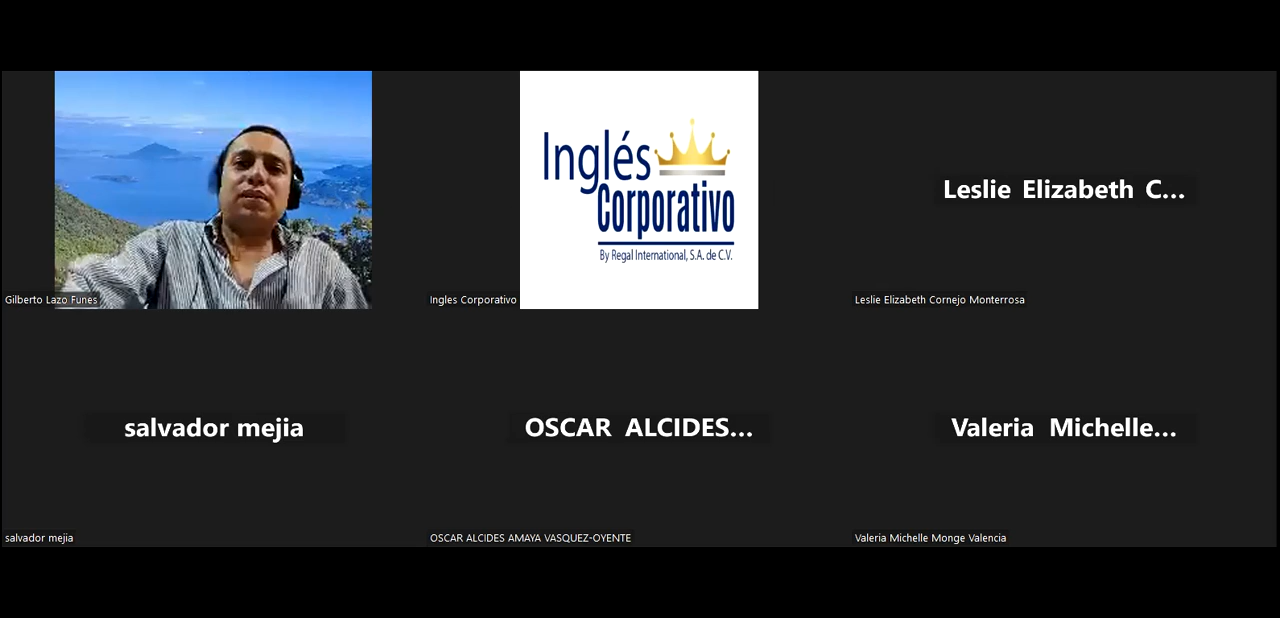 Inglés
Corporativo
By Regal International, S.A. de C.V.
Leslie Elizabeth C...
Gilberto Lazo Funes
Ingles Corporativo
Leslie Elizabeth Cornejo Monterrosa
salvador mejia
OSCAR ALCIDES...
Valeria Michelle...
salvador mejia
OSCAR ALCIDES AMAYA VASQUEZ-OYENTE
Valeria Michelle Monge Valencia